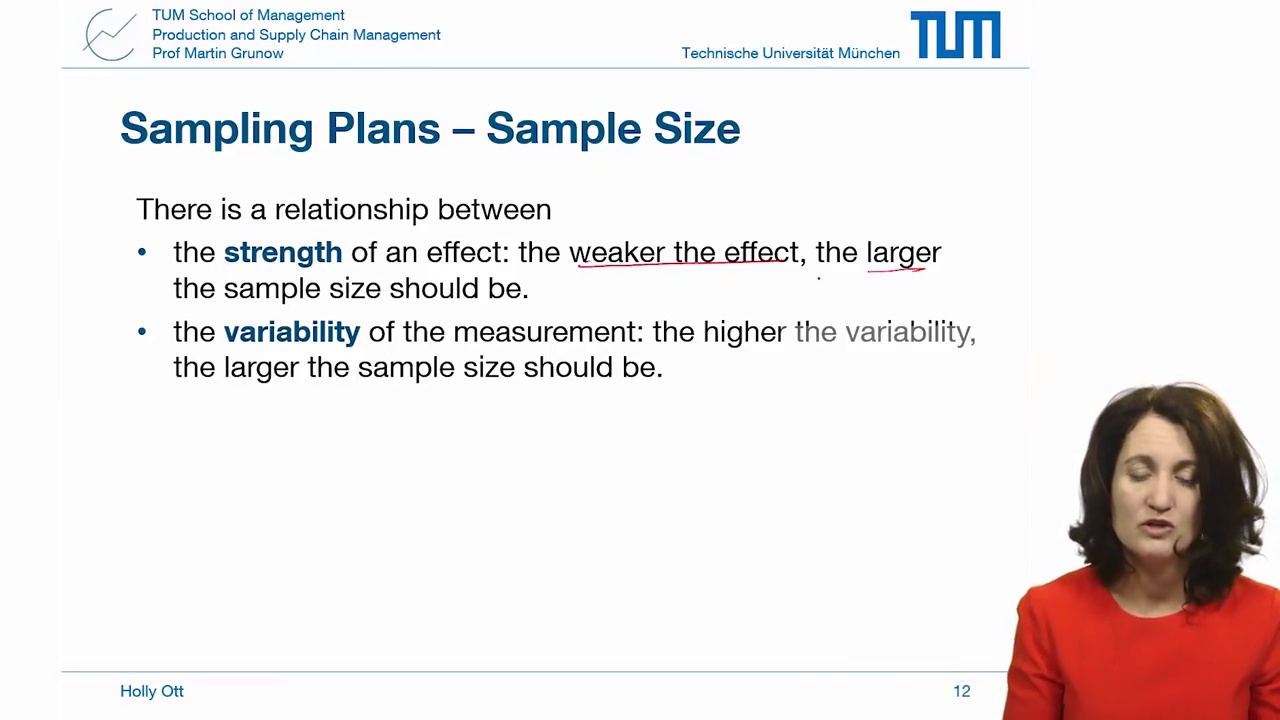 TUM School of Management
Production and Supply Chain Management
Prof Martin Grunow
Technische Universität München
TUM
Sampling Plans – Sample Size
There is a relationship between
• the strength of an effect: the weaker the effect, the larger
the sample size should be.
• the variability of the measurement: the higher the variability,
the larger the sample size should be.
Holly Ott
12